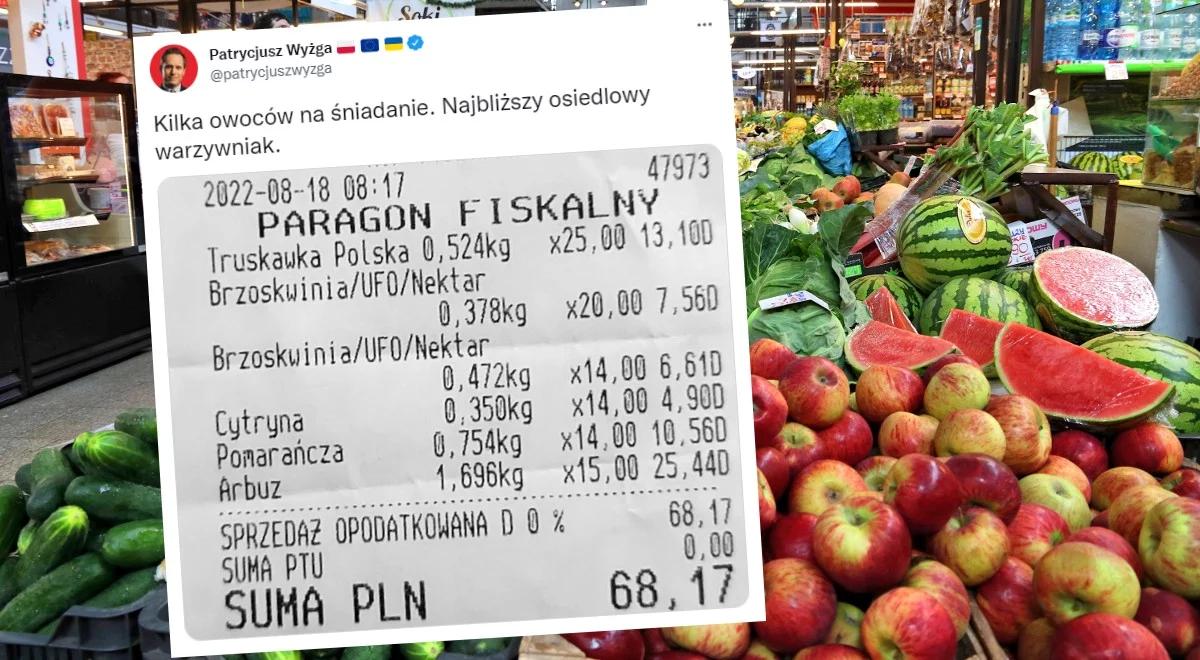 Soki
Patrycjusz Wyżga
@patrycjuszwyzga
Kilka owoców na śniadanie. Najbliższy osiedlowy
warzywniak.
2022-08-18 08:17 47973
PARAGON FISKALNY
Truskawka Polska 0,524kg x25,00 13,10D
Brzoskwinia/UFO/Nektar
0,378kg x20,00 7,56D
Brzoskwinia/UFO/Nektar
0,472kg x14,00 6,61D
Cytryna 0,350kg x14,00 4,90D
Pomarańcza 0,754kg x14,00 10,56D
Arbuz 1,696kg x15,00 25,44D
SPRZEDAŻ OPODATKOWANA D 0 % 68,17
SUMA PTU 0,00
SUMA PLN 68,17